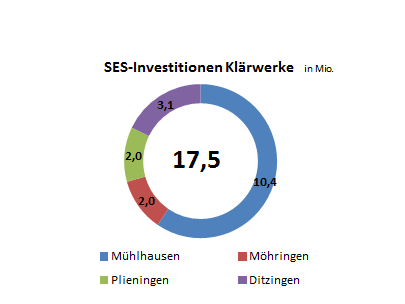 SES-Investitionen Klärwerke in Mio.
3,1
2,0
17,5
10,4
2,0
Mühlhausen
Möhringen
Plieningen
Ditzingen